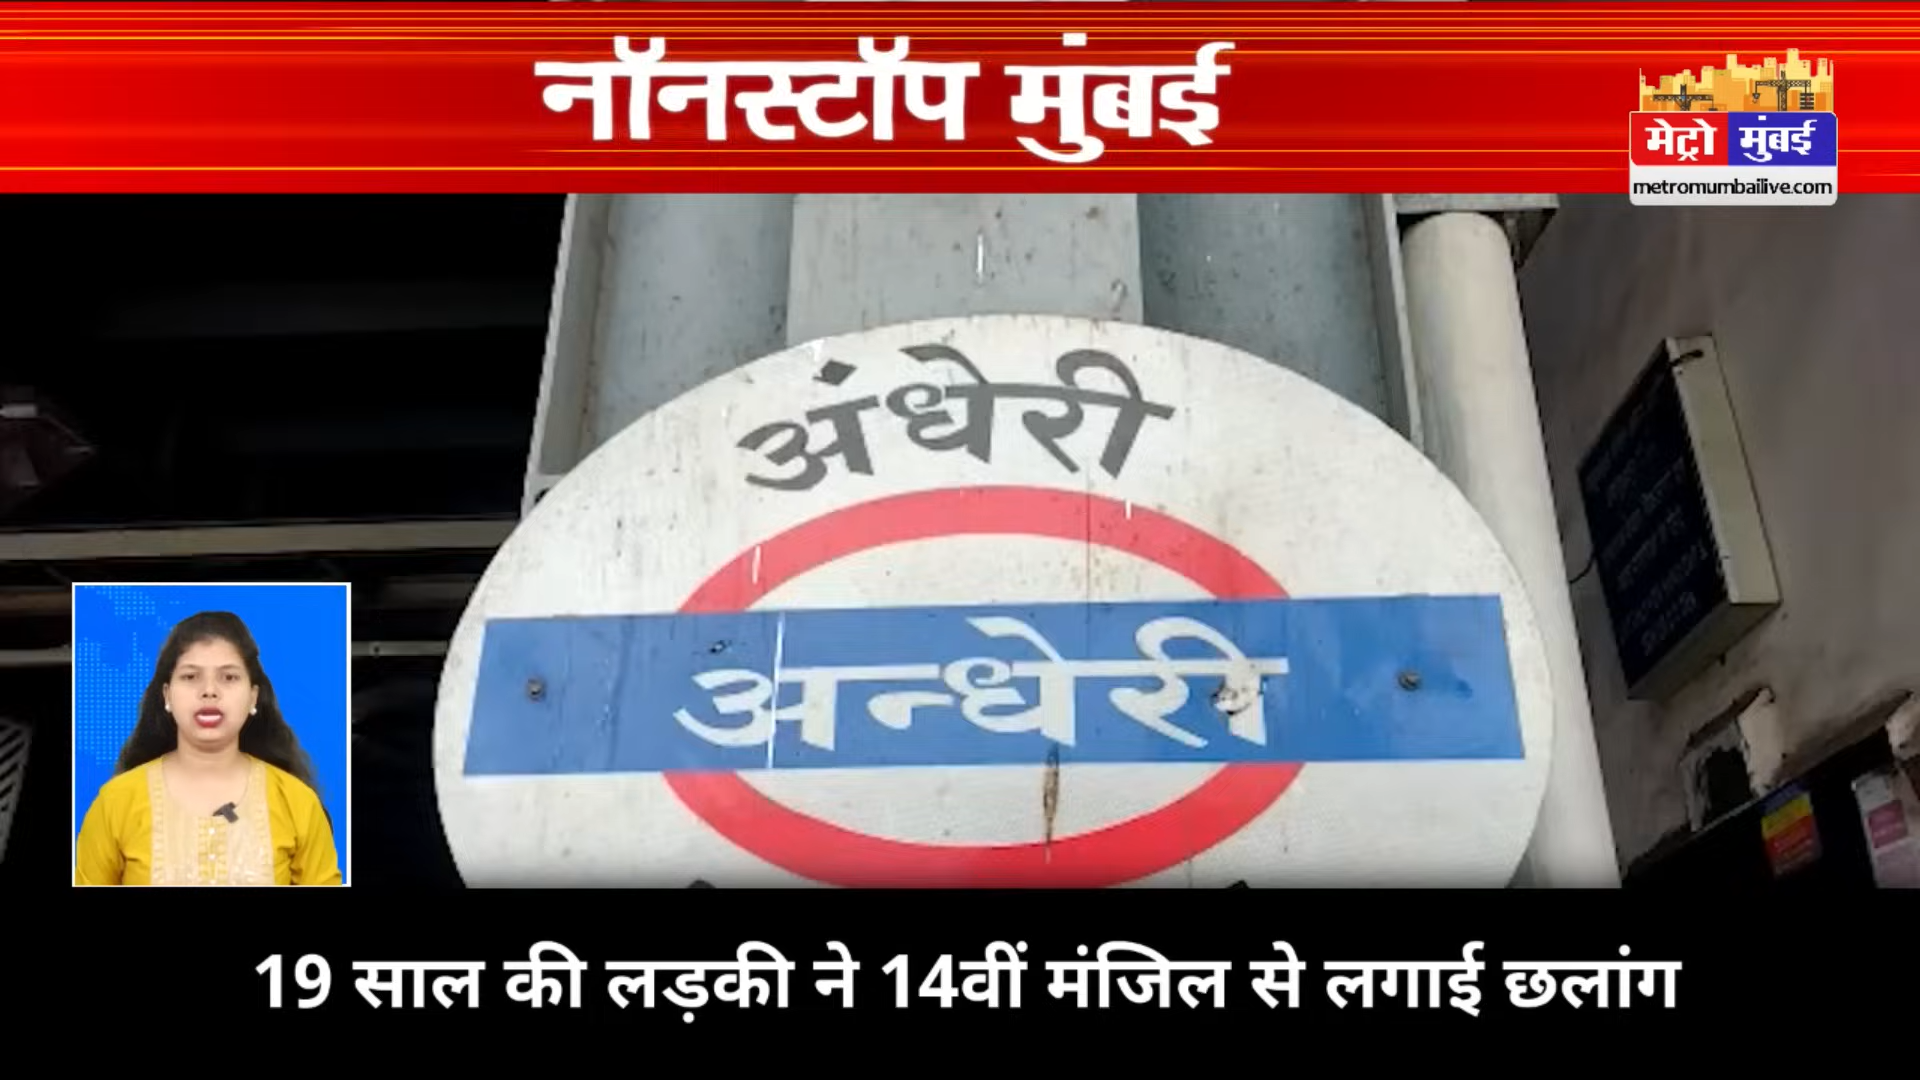 नॉनस्टॉप मुंबई
मेट्रो मुंबई
metromumbailive.com
अंधेरी
अन्धेरी
19 साल की लड़की ने 14वीं मंजिल से लगाई छलांग